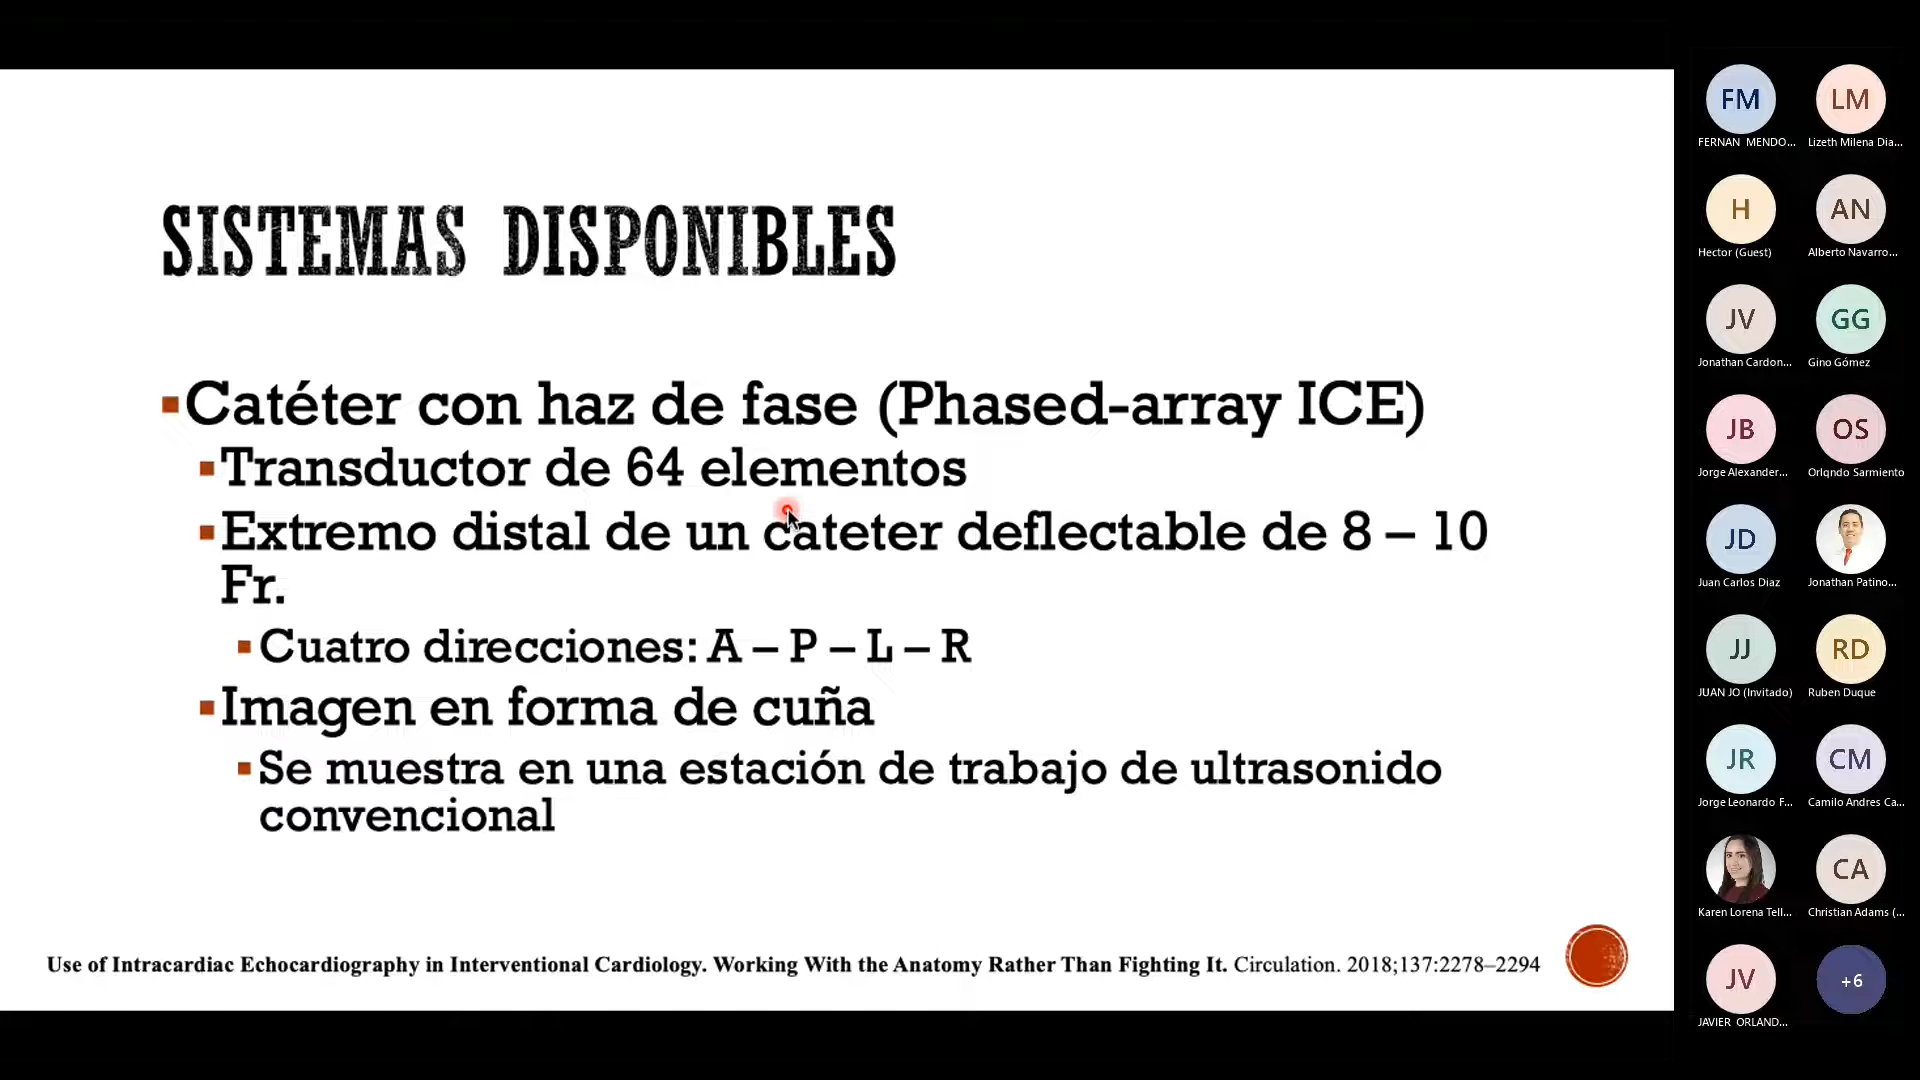 SISTEMAS DISPONIBLES
Catéter con haz de fase (Phased-array ICE)
Transductor de 64 elementos
Extremo distal de un cateter deflectable de 8 – 10
Fr.
Cuatro direcciones: A – P – L – R
Imagen en forma de cuña
Se muestra en una estación de trabajo de ultrasonido
convencional
Use of Intracardiac Echocardiography in Interventional Cardiology. Working With the Anatomy Rather Than Fighting It. Circulation. 2018;137:2278–2294
FM
LM
FERNAN MENDO...
Lizeth Milena Dia...
H
AN
Hector (Guest)
Alberto Navarro...
JV
GG
Jonathan Cardon...
Gino Gómez
JB
OS
Jorge Alexander...
Orlqndo Sarmiento
JD
Juan Carlos Diaz
Jonathan Patino...
JJ
RD
JUAN JO (Invitado)
Ruben Duque
JR
CM
Jorge Leonardo F...
Camilo Andres Ca...
CA
Karen Lorena Tell...
Christian Adams (...
JV
+6
JAVIER ORLAND...